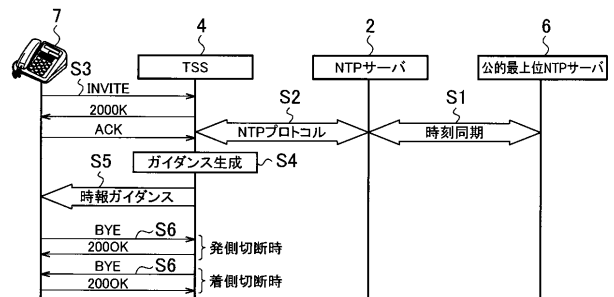 7
4
2
6
TSS
NTPサーバ
公的最上位NTPサーバ
S3
INVITE
2000K
ACK
S2
NTPプロトコル
S1
時刻同期
ガイダンス生成
S4
S5
時報ガイダンス
BYE
S6
200OK
発側切断時
BYE
S6
200OK
着側切断時